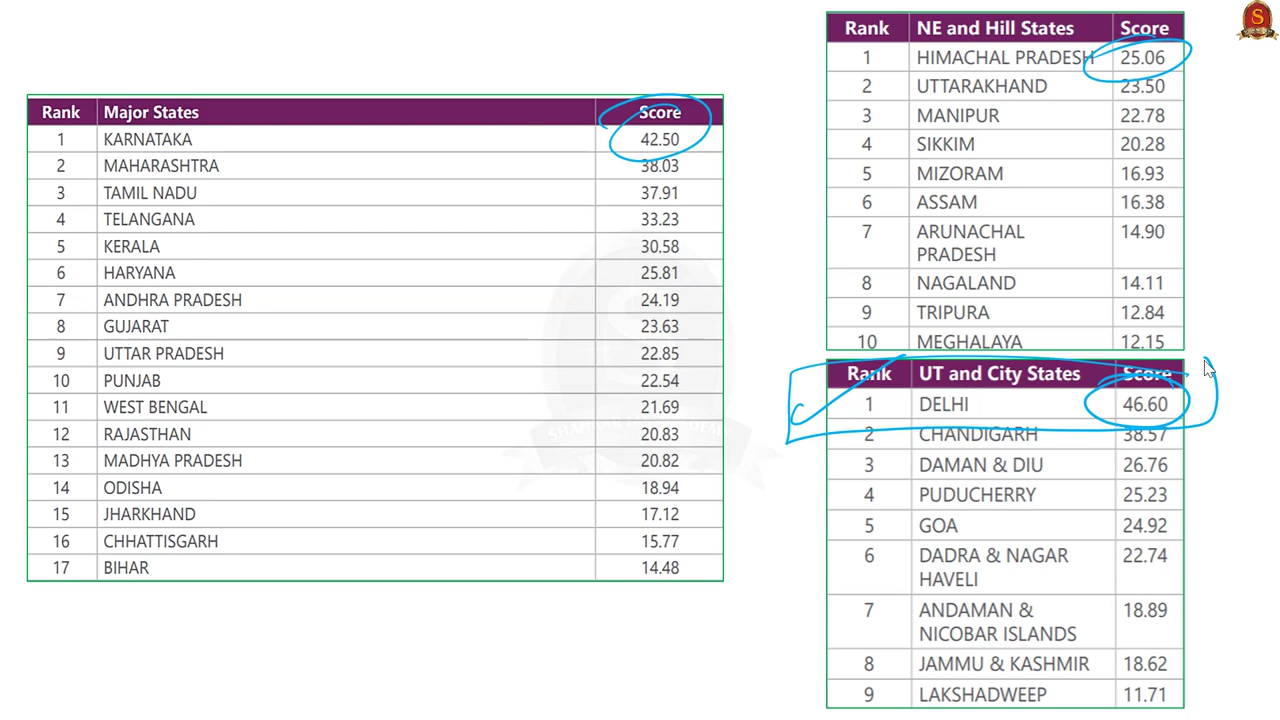 Rank Major States Score
1 KARNATAKA 42.50
2 MAHARASHTRA 38.03
3 TAMIL NADU 37.91
4 TELANGANA 33.23
5 KERALA 30.58
6 HARYANA 25.81
7 ANDHRA PRADESH 24.19
8 GUJARAT 23.63
9 UTTAR PRADESH 22.85
10 PUNJAB 22.54
11 WEST BENGAL 21.69
12 RAJASTHAN 20.83
13 MADHYA PRADESH 20.82
14 ODISHA 18.94
15 JHARKHAND 17.12
16 CHHATTISGARH 15.77
17 BIHAR 14.48
Rank NE and Hill States Score
1 HIMACHAL PRADESH 25.06
2 UTTARAKHAND 23.50
3 MANIPUR 22.78
4 SIKKIM 20.28
5 MIZORAM 16.93
6 ASSAM 16.38
7 ARUNACHAL 14.90
PRADESH
8 NAGALAND 14.11
9 TRIPURA 12.84
10 MEGHALAYA 12.15
Rank UT and City States Score
1 DELHI 46.60
2 CHANDIGARH 38.57
3 DAMAN & DIU 26.76
4 PUDUCHERRY 25.23
5 GOA 24.92
6 DADRA & NAGAR 22.74
HAVELI
7 ANDAMAN & 18.89
NICOBAR ISLANDS
8 JAMMU & KASHMIR 18.62
9 LAKSHADWEEP 11.71
S